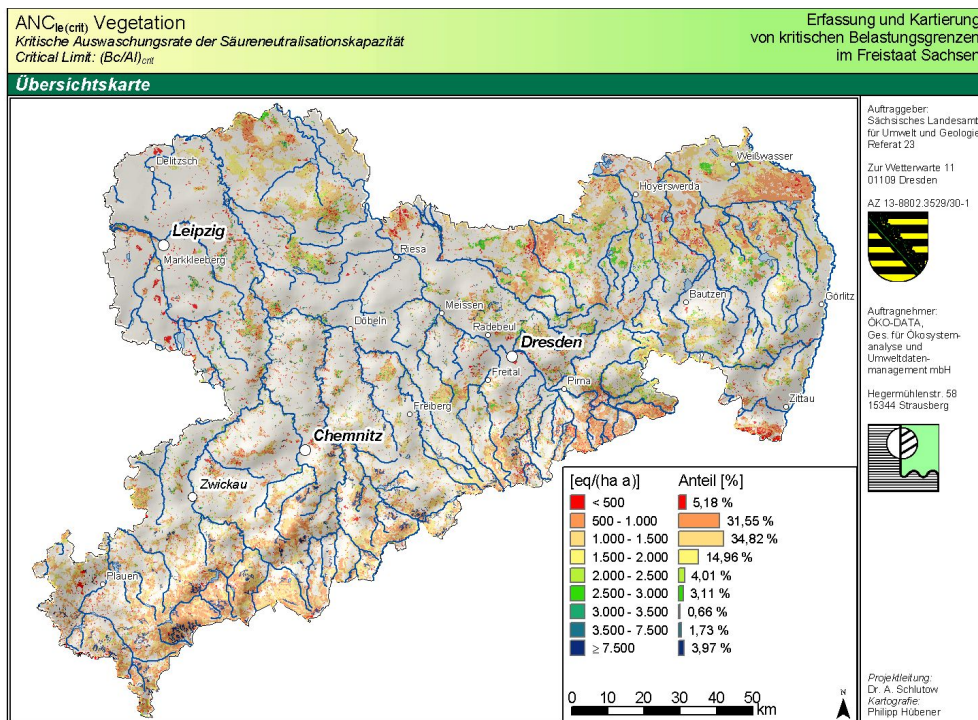 ANCle(crit) Vegetation
Kritische Auswaschungsrate der Säureneutralisationskapazität
Critical Limit: (Bc/Al)crit
Erfassung und Kartierung
von kritischen Belastungsgrenzen
im Freistaat Sachsen
Übersichtskarte
Auftraggeber:
Sächsisches Landesamt
für Umwelt und Geologie
Referat 23
Zur Wetterwarte 11
01109 Dresden
AZ 13-8802.3529/30-1
Auftragnehmer:
ÖKO-DATA,
Ges. für Ökosystem-
analyse und
Umweltdaten-
management mbH
Hegermühlenstr. 58
15344 Strausberg
Projektleitung:
Dr. A. Schlutow
Kartografie:
Philipp Hübener
Delitzsch
Weißwasser
Hoyerswerda
Leipzig
Markkleeberg
Riesa
Bautzen
Görlitz
Meissen
Döbeln
Radebeul
Dresden
Freital
Pirna
Zittau
Freiberg
Chemnitz
Zwickau
Plauen
[eq/(ha a)] Anteil [%]
< 500 5,18 %
500 - 1.000 31,55 %
1.000 - 1.500 34,82 %
1.500 - 2.000 14,96 %
2.000 - 2.500 4,01 %
2.500 - 3.000 3,11 %
3.000 - 3.500 0,66 %
3.500 - 7.500 1,73 %
≥ 7.500 3,97 %
0 10 20 30 40 50
km
N